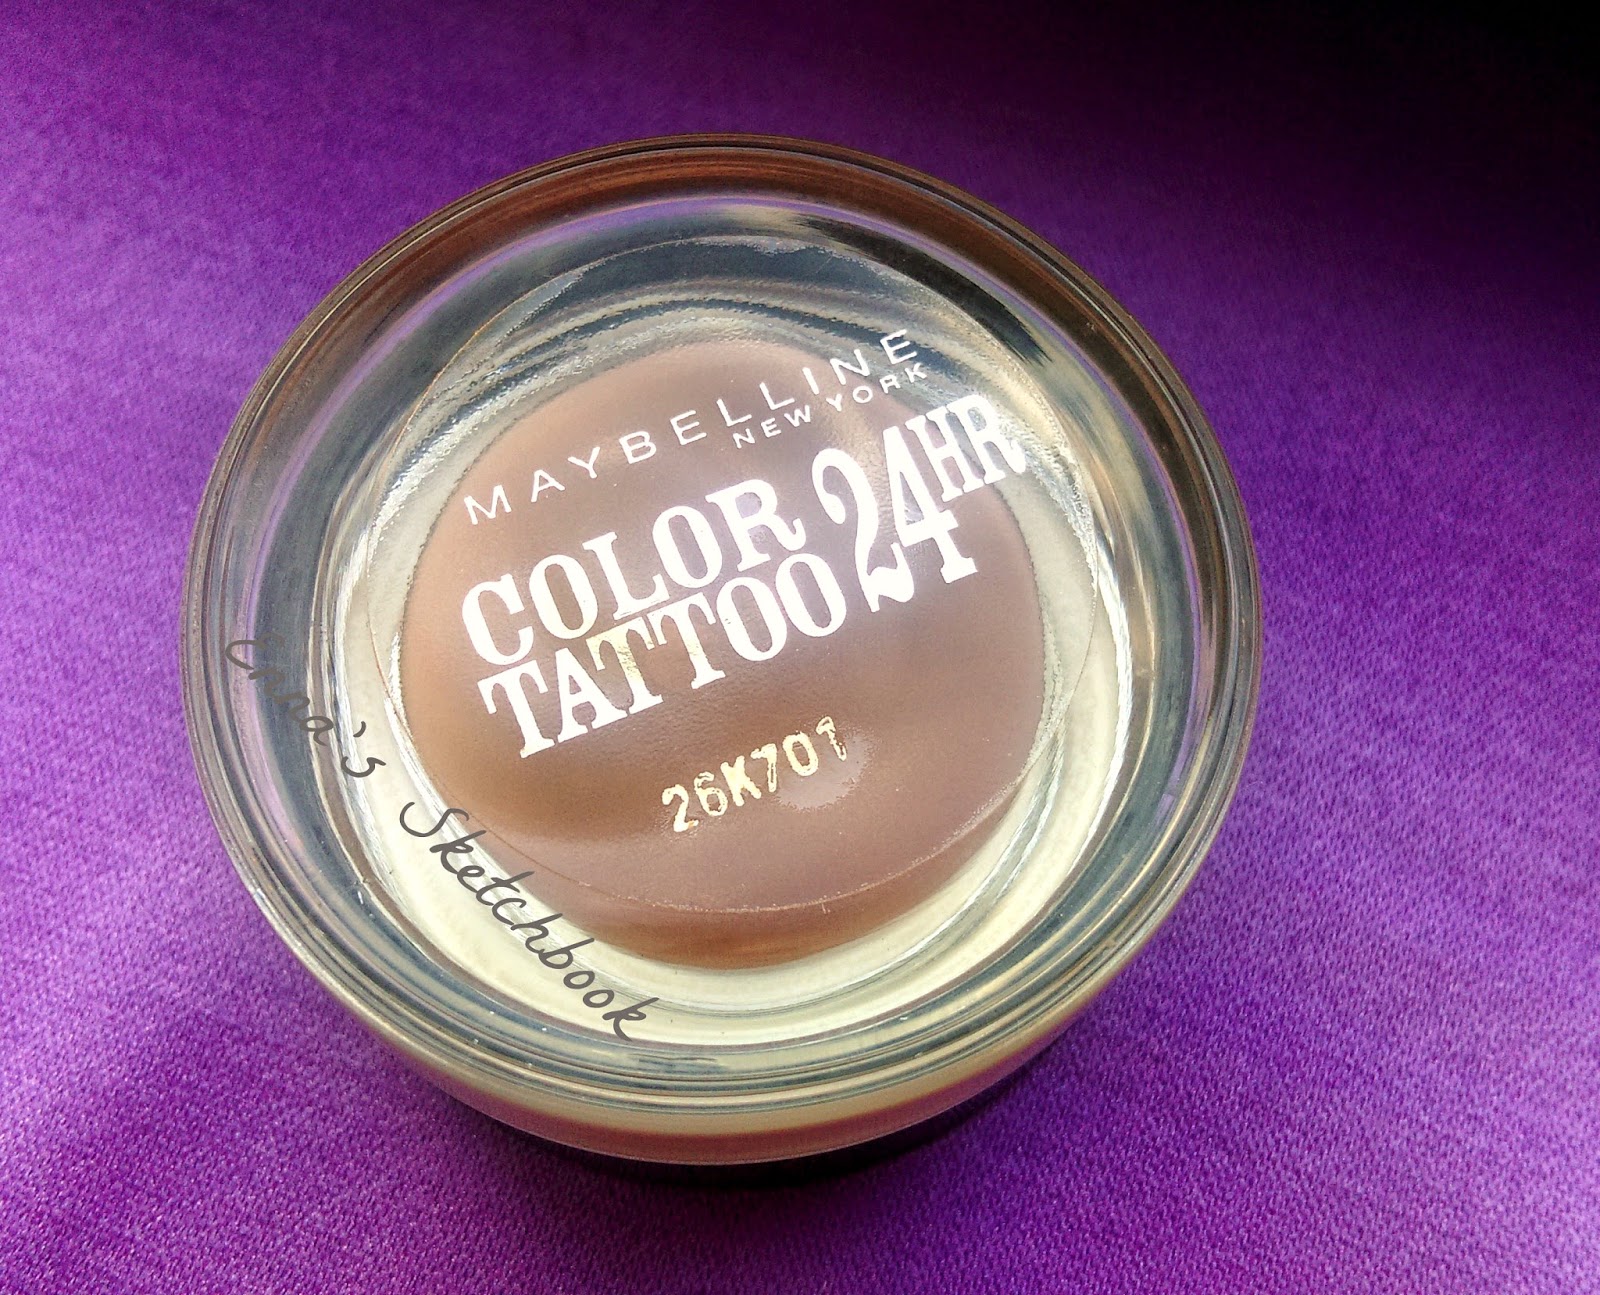 MAYBELLINE
NEW YORK
COLOR
TATTOO 24HR
26K701
Enna's Sketchbook